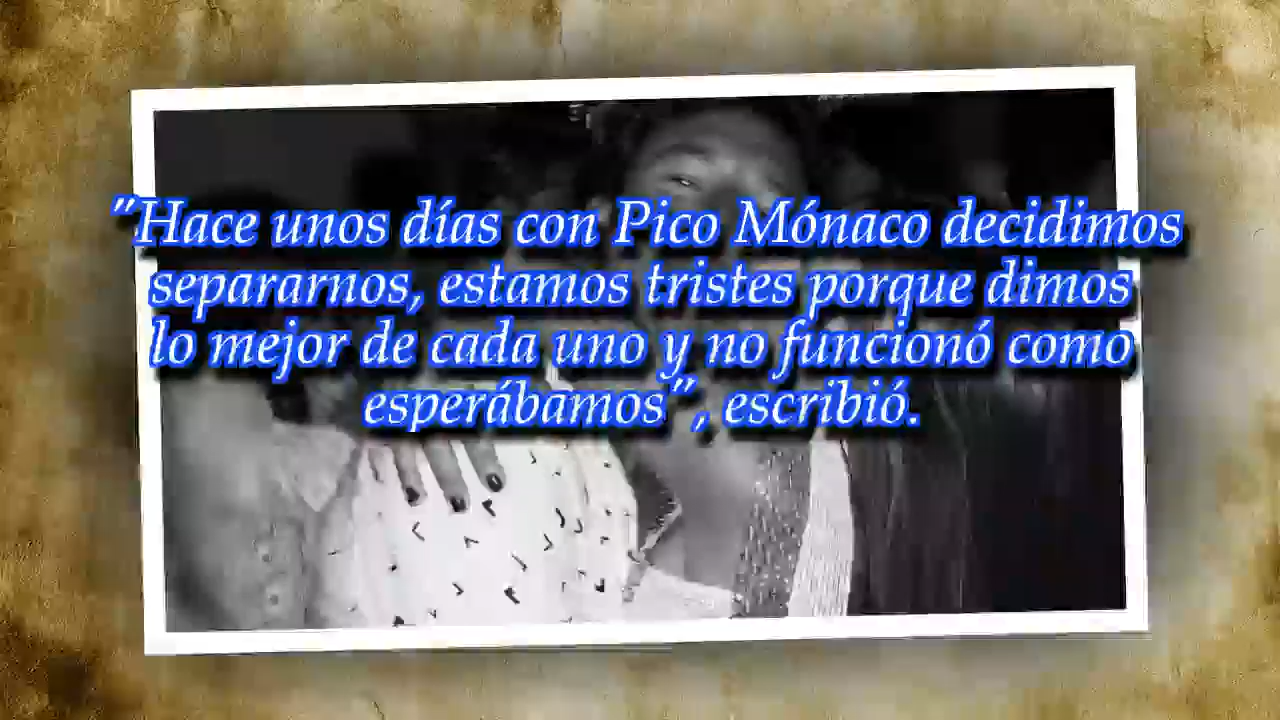 "Hace unos días con Pico Mónaco decidimos
separarnos, estamos tristes porque dimos
lo mejor de cada uno y no funcionó como
esperábamos", escribió.